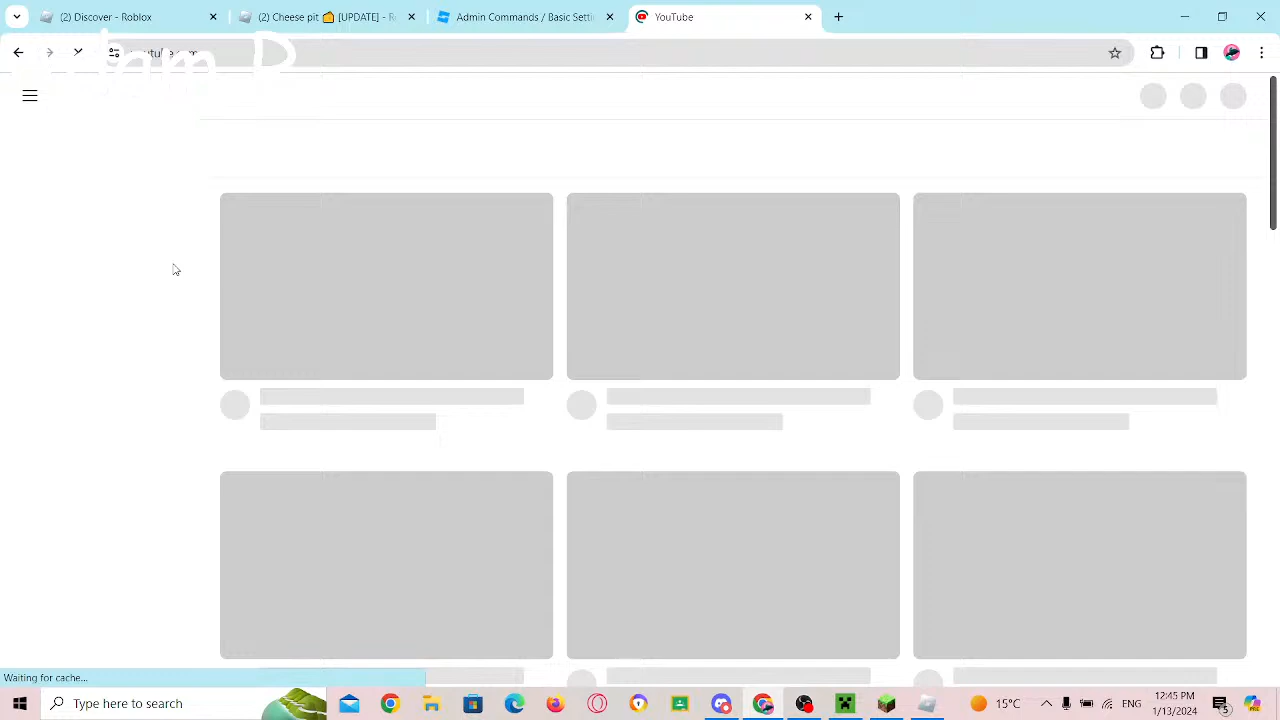 (2) Discover - Roblox
(2) Cheese pit [UPDATE] - R
Admin Commands / Basic Setti
YouTube
Waiting for cache...
Type here to search
15°C
ENG
12:45 PM
1/13/2024
5